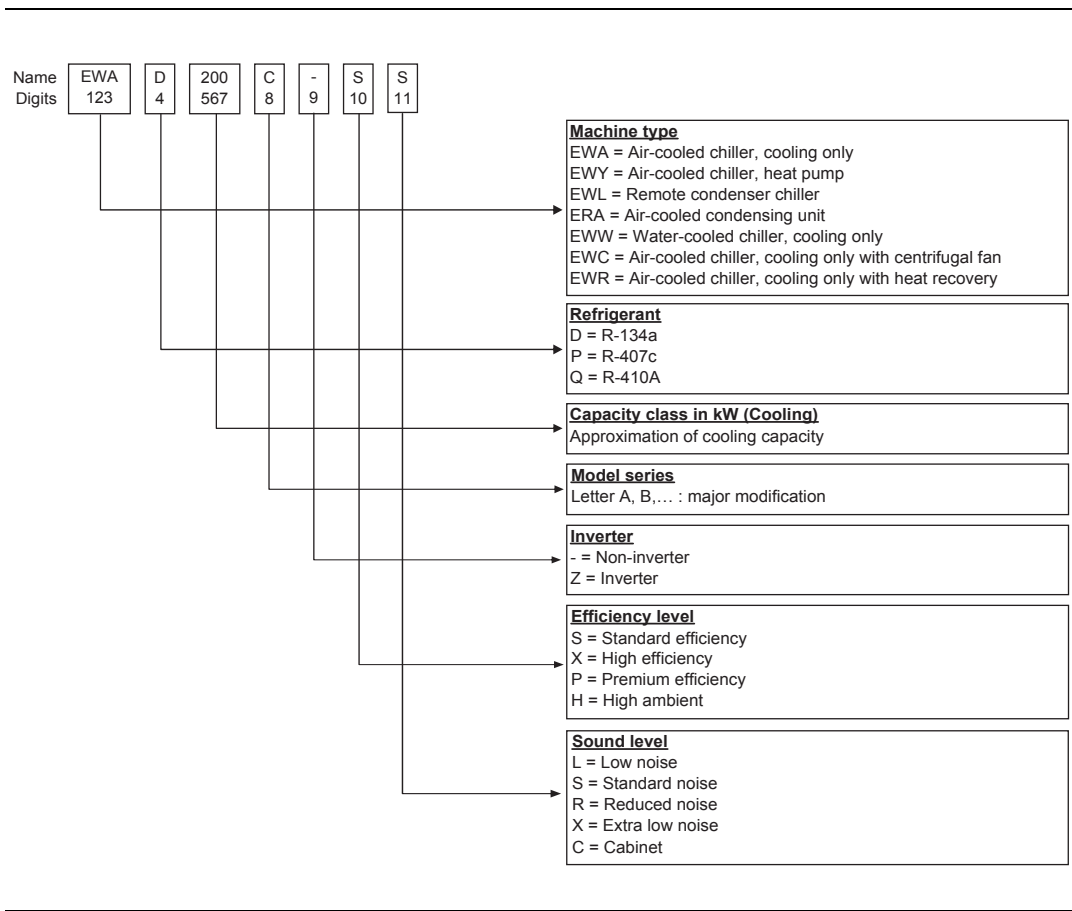 Name EWA D 200 C - S S
Digits 123 4 567 8 9 10 11
Machine type
EWA = Air-cooled chiller, cooling only
EWY = Air-cooled chiller, heat pump
EWL = Remote condenser chiller
ERA = Air-cooled condensing unit
EWW = Water-cooled chiller, cooling only
EWC = Air-cooled chiller, cooling only with centrifugal fan
EWR = Air-cooled chiller, cooling only with heat recovery
Refrigerant
D = R-134a
P = R-407c
Q = R-410A
Capacity class in kW (Cooling)
Approximation of cooling capacity
Model series
Letter A, B,… : major modification
Inverter
- = Non-inverter
Z = Inverter
Efficiency level
S = Standard efficiency
X = High efficiency
P = Premium efficiency
H = High ambient
Sound level
L = Low noise
S = Standard noise
R = Reduced noise
X = Extra low noise
C = Cabinet